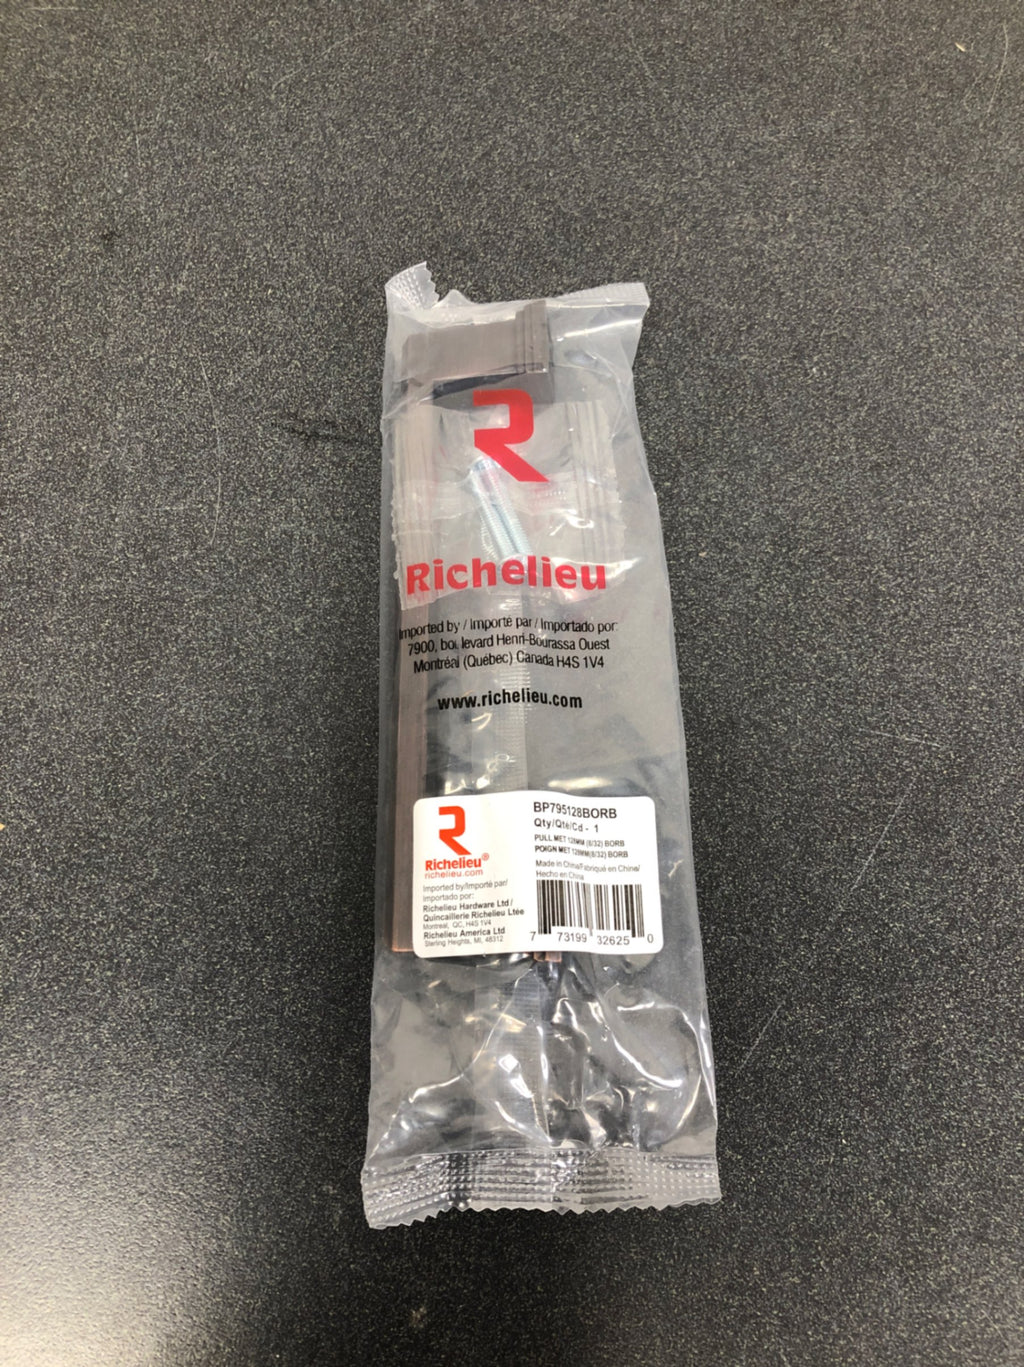 R
Richelieu
Imported by / Importé par / Importado por:
7900, boulevard Henri-Bourassa Ouest
Montréal (Québec) Canada H4S 1V4
www.richelieu.com
R
Richelieu®
richelieu.com
Imported by/Importé par/
Importado por:
Richelieu Hardware Ltd /
Quincaillerie Richelieu Ltée
Montreal, QC, H4S 1V4
Richelieu America Ltd
Sterling Heights, MI, 48312
BP795128BORB
Qty/Qté/Cd - 1
PULL MET 128MM (8/32) BORB
POIGN MET 128MM(8/32) BORB
Made in China/Fabriqué en Chine/
Hecho en China
7 73199 32625 0